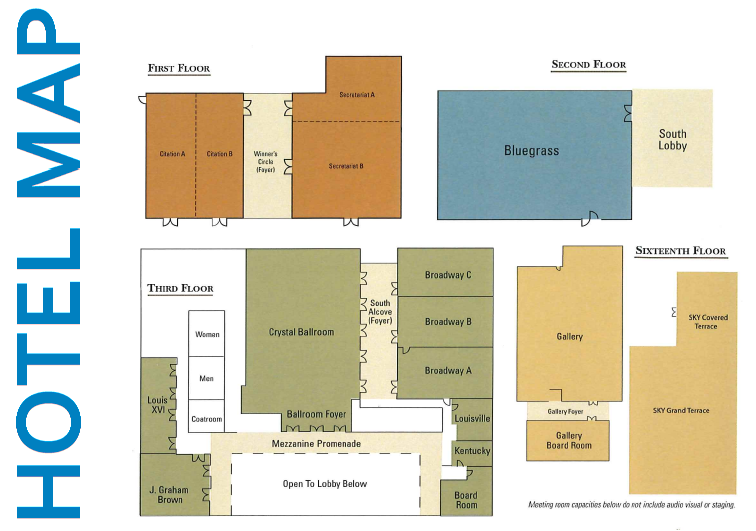 HOTEL MAP
FIRST FLOOR
Citation A
Citation B
Winner's
Circle
(Foyer)
Secretariat A
Secretariat B
SECOND FLOOR
Bluegrass
South
Lobby
THIRD FLOOR
Women
Men
Coatroom
Louis
XVI
J. Graham
Brown
Crystal Ballroom
Ballroom Foyer
Mezzanine Promenade
Open To Lobby Below
South
Alcove
(Foyer)
Broadway C
Broadway B
Broadway A
Louisville
Kentucky
Board
Room
SIXTEENTH FLOOR
Gallery
Gallery Foyer
Gallery
Board Room
SKY Covered
Terrace
SKY Grand Terrace
Meeting room capacities below do not include audio visual or staging.